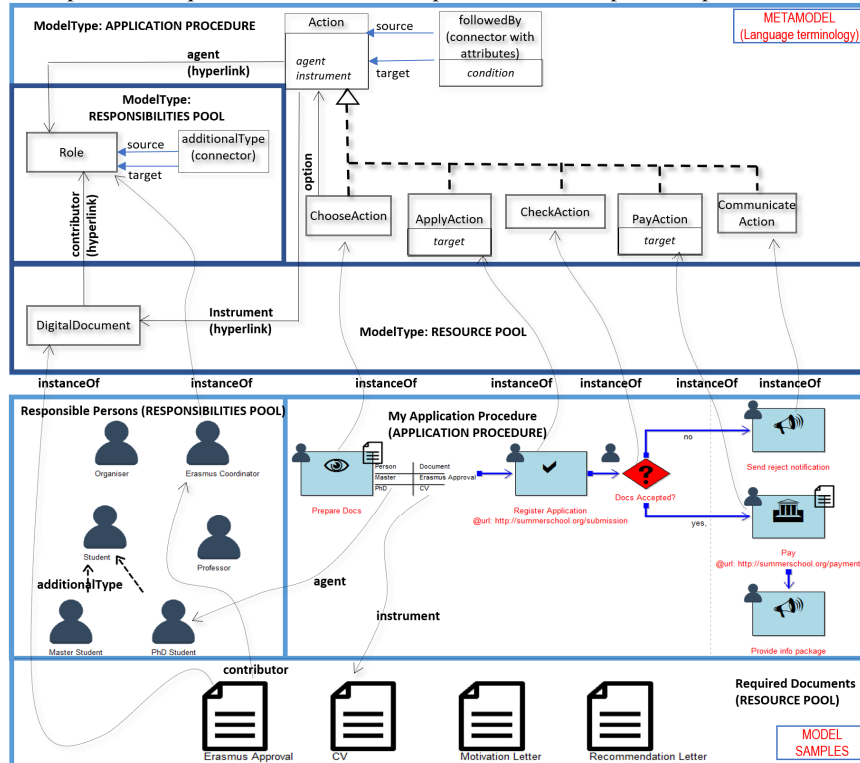 ModelType: APPLICATION PROCEDURE
Action
agent
instrument
source
target
followedBy
(connector with
attributes)
condition
METAMODEL
(Language terminology)
agent
(hyperlink)
ModelType:
RESPONSIBILITIES POOL
Role
source
target
additionalType
(connector)
option
contributor
(hyperlink)
ChooseAction
ApplyAction
target
CheckAction
PayAction
target
Communicate
Action
DigitalDocument
Instrument
(hyperlink)
ModelType: RESOURCE POOL
instanceOf
instanceOf
instanceOf
instanceOf
instanceOf
instanceOf
instanceOf
Responsible Persons (RESPONSIBILITIES POOL)
Organiser
Erasmus Coordinator
Student
Professor
additionalType
Master Student
PhD Student
My Application Procedure
(APPLICATION PROCEDURE)
Person Document
Master Erasmus Approval
PhD CV
Prepare Docs
Register Application
@url: http://summerschool.org/submission
?
Docs Accepted?
no
yes,
Send reject notification
Pay
@url: http://summerschool.org/payment
Provide info package
agent
instrument
contributor
Erasmus Approval
CV
Motivation Letter
Recommendation Letter
Required Documents
(RESOURCE POOL)
MODEL
SAMPLES